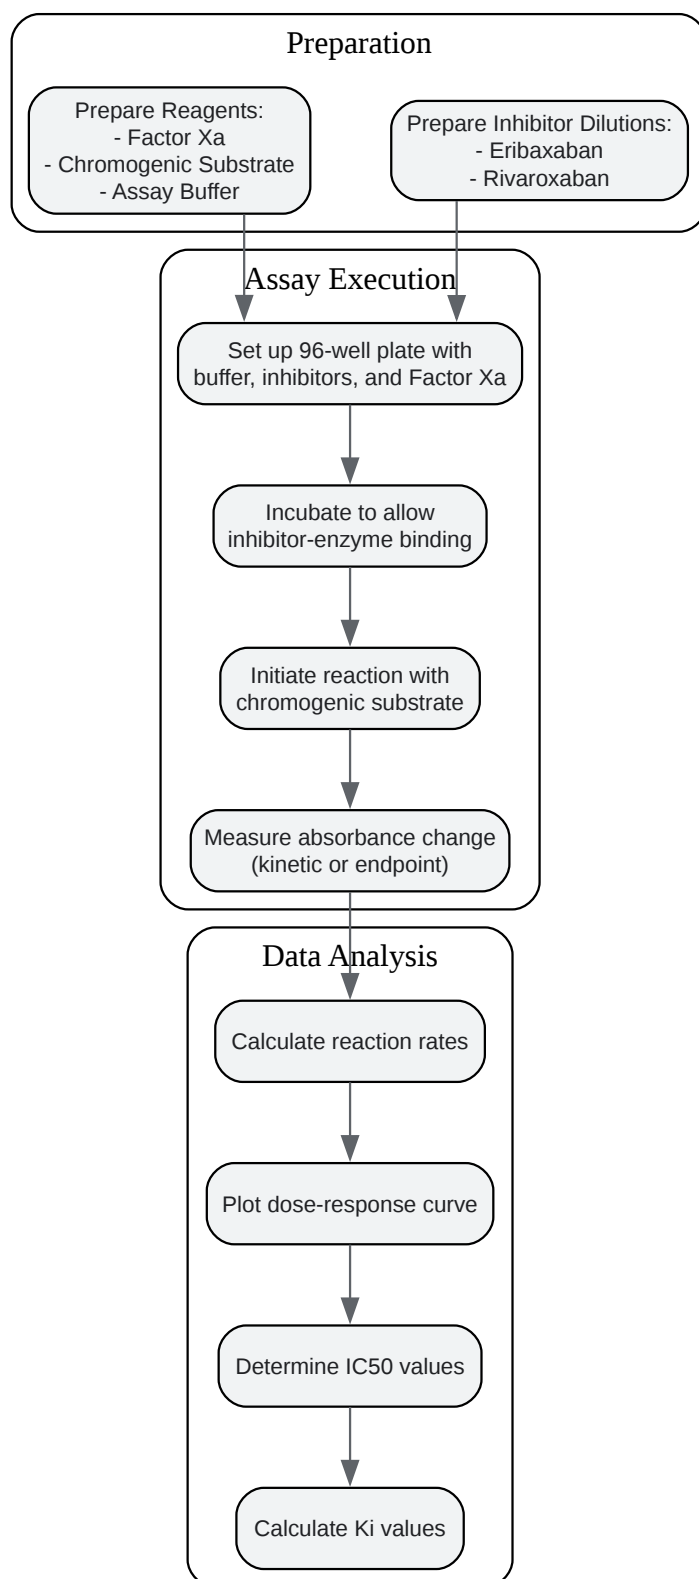 Preparation
Prepare Reagents:
- Factor Xa
- Chromogenic Substrate
- Assay Buffer
Prepare Inhibitor Dilutions:
- Eribaxaban
- Rivaroxaban
Assay Execution
Set up 96-well plate with
buffer, inhibitors, and Factor Xa
Incubate to allow
inhibitor-enzyme binding
Initiate reaction with
chromogenic substrate
Measure absorbance change
(kinetic or endpoint)
Data Analysis
Calculate reaction rates
Plot dose-response curve
Determine IC50 values
Calculate Ki values